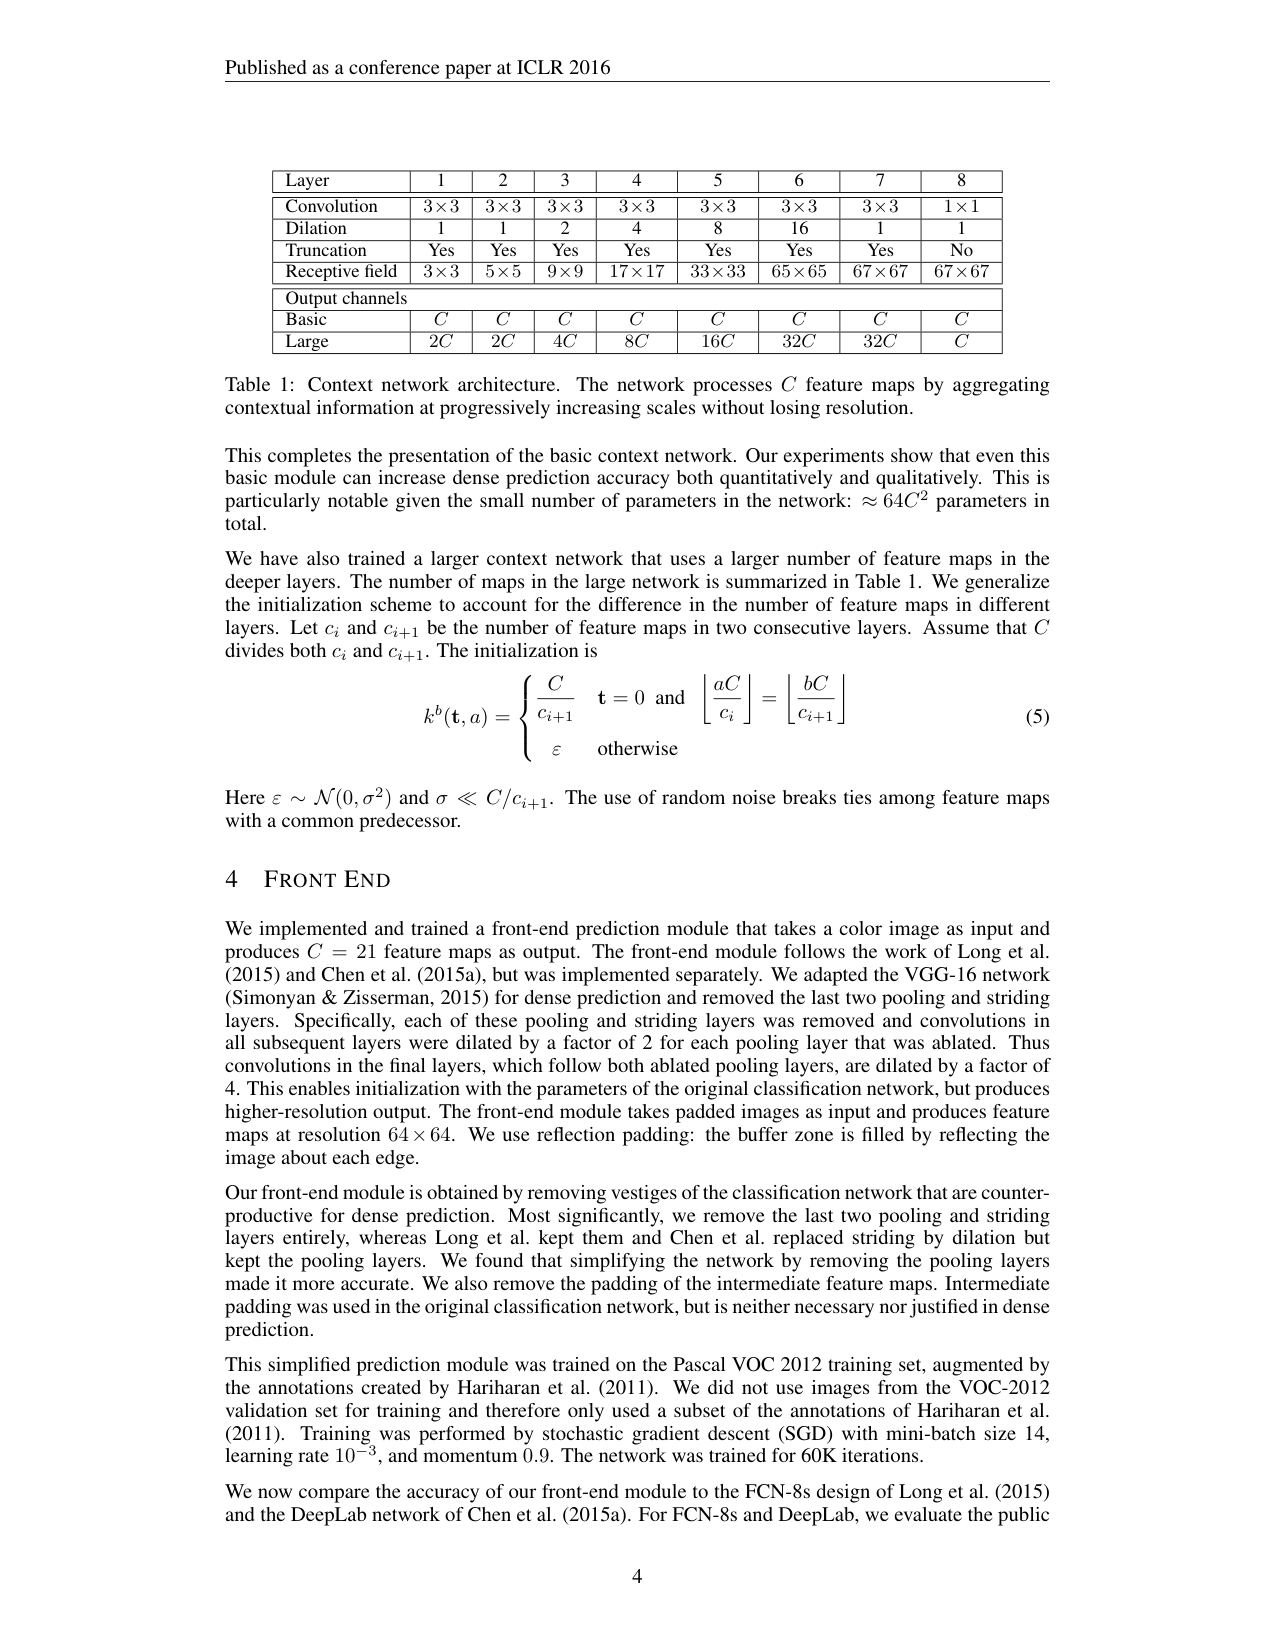 Published as a conference paper at ICLR 2016
Layer 1 2 3 4 5 6 7 8
Convolution 3×3 3×3 3×3 3×3 3×3 3×3 3×3 1×1
Dilation 1 1 2 4 8 16 1 1
Truncation Yes Yes Yes Yes Yes Yes Yes No
Receptive field 3×3 5×5 9×9 17×17 33×33 65×65 67×67 67×67
Output channels
Basic C C C C C C C C
Large 2C 2C 4C 8C 16C 32C 32C C
Table 1: Context network architecture. The network processes C feature maps by aggregating
contextual information at progressively increasing scales without losing resolution.
This completes the presentation of the basic context network. Our experiments show that even this
basic module can increase dense prediction accuracy both quantitatively and qualitatively. This is
particularly notable given the small number of parameters in the network: ≈ 64C² parameters in
total.
We have also trained a larger context network that uses a larger number of feature maps in the
deeper layers. The number of maps in the large network is summarized in Table 1. We generalize
the initialization scheme to account for the difference in the number of feature maps in different
layers. Let cᵢ and cᵢ₊₁ be the number of feature maps in two consecutive layers. Assume that C
divides both cᵢ and cᵢ₊₁. The initialization is
kᵇ(t, a) = { C/cᵢ₊₁ t = 0 and ⌊aC/cᵢ⌋ = ⌊bC/cᵢ₊₁⌋ (5)
ε otherwise
Here ε ∼ N(0, σ²) and σ ≪ C/cᵢ₊₁. The use of random noise breaks ties among feature maps
with a common predecessor.
4 FRONT END
We implemented and trained a front-end prediction module that takes a color image as input and
produces C = 21 feature maps as output. The front-end module follows the work of Long et al.
(2015) and Chen et al. (2015a), but was implemented separately. We adapted the VGG-16 network
(Simonyan & Zisserman, 2015) for dense prediction and removed the last two pooling and striding
layers. Specifically, each of these pooling and striding layers was removed and convolutions in
all subsequent layers were dilated by a factor of 2 for each pooling layer that was ablated. Thus
convolutions in the final layers, which follow both ablated pooling layers, are dilated by a factor of
4. This enables initialization with the parameters of the original classification network, but produces
higher-resolution output. The front-end module takes padded images as input and produces feature
maps at resolution 64×64. We use reflection padding: the buffer zone is filled by reflecting the
image about each edge.
Our front-end module is obtained by removing vestiges of the classification network that are counter-
productive for dense prediction. Most significantly, we remove the last two pooling and striding
layers entirely, whereas Long et al. kept them and Chen et al. replaced striding by dilation but
kept the pooling layers. We found that simplifying the network by removing the pooling layers
made it more accurate. We also remove the padding of the intermediate feature maps. Intermediate
padding was used in the original classification network, but is neither necessary nor justified in dense
prediction.
This simplified prediction module was trained on the Pascal VOC 2012 training set, augmented by
the annotations created by Hariharan et al. (2011). We did not use images from the VOC-2012
validation set for training and therefore only used a subset of the annotations of Hariharan et al.
(2011). Training was performed by stochastic gradient descent (SGD) with mini-batch size 14,
learning rate 10⁻³, and momentum 0.9. The network was trained for 60K iterations.
We now compare the accuracy of our front-end module to the FCN-8s design of Long et al. (2015)
and the DeepLab network of Chen et al. (2015a). For FCN-8s and DeepLab, we evaluate the public
4